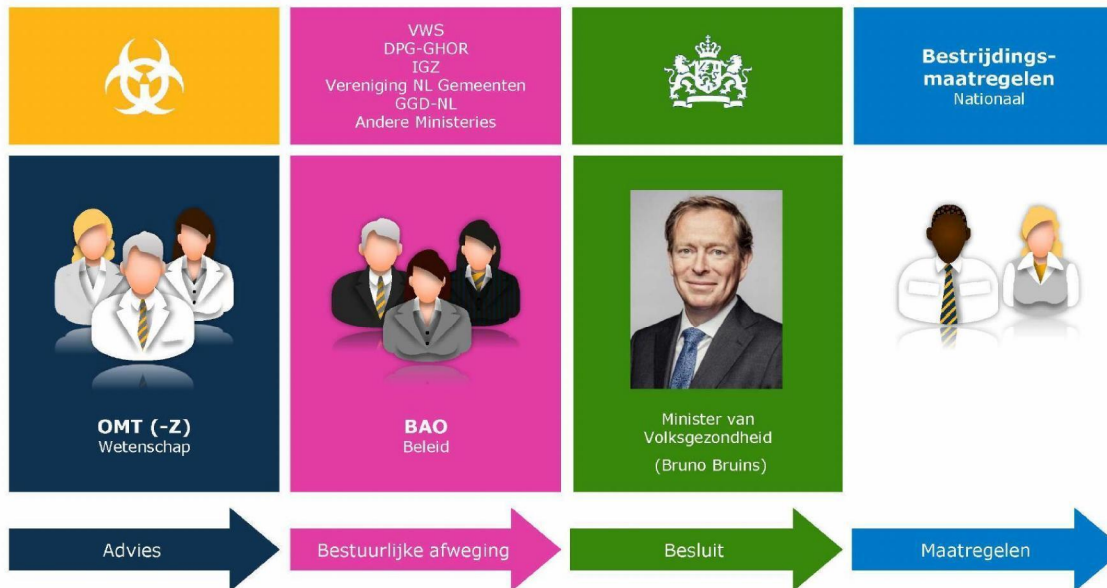 VWS
DPG-GHOR
IGZ
Vereniging NL Gemeenten
GGD-NL
Andere Ministeries
Bestrijdings-
maatregelen
Nationaal
OMT (-Z)
Wetenschap
BAO
Beleid
Minister van
Volksgezondheid
(Bruno Bruins)
Advies
Bestuurlijke afweging
Besluit
Maatregelen